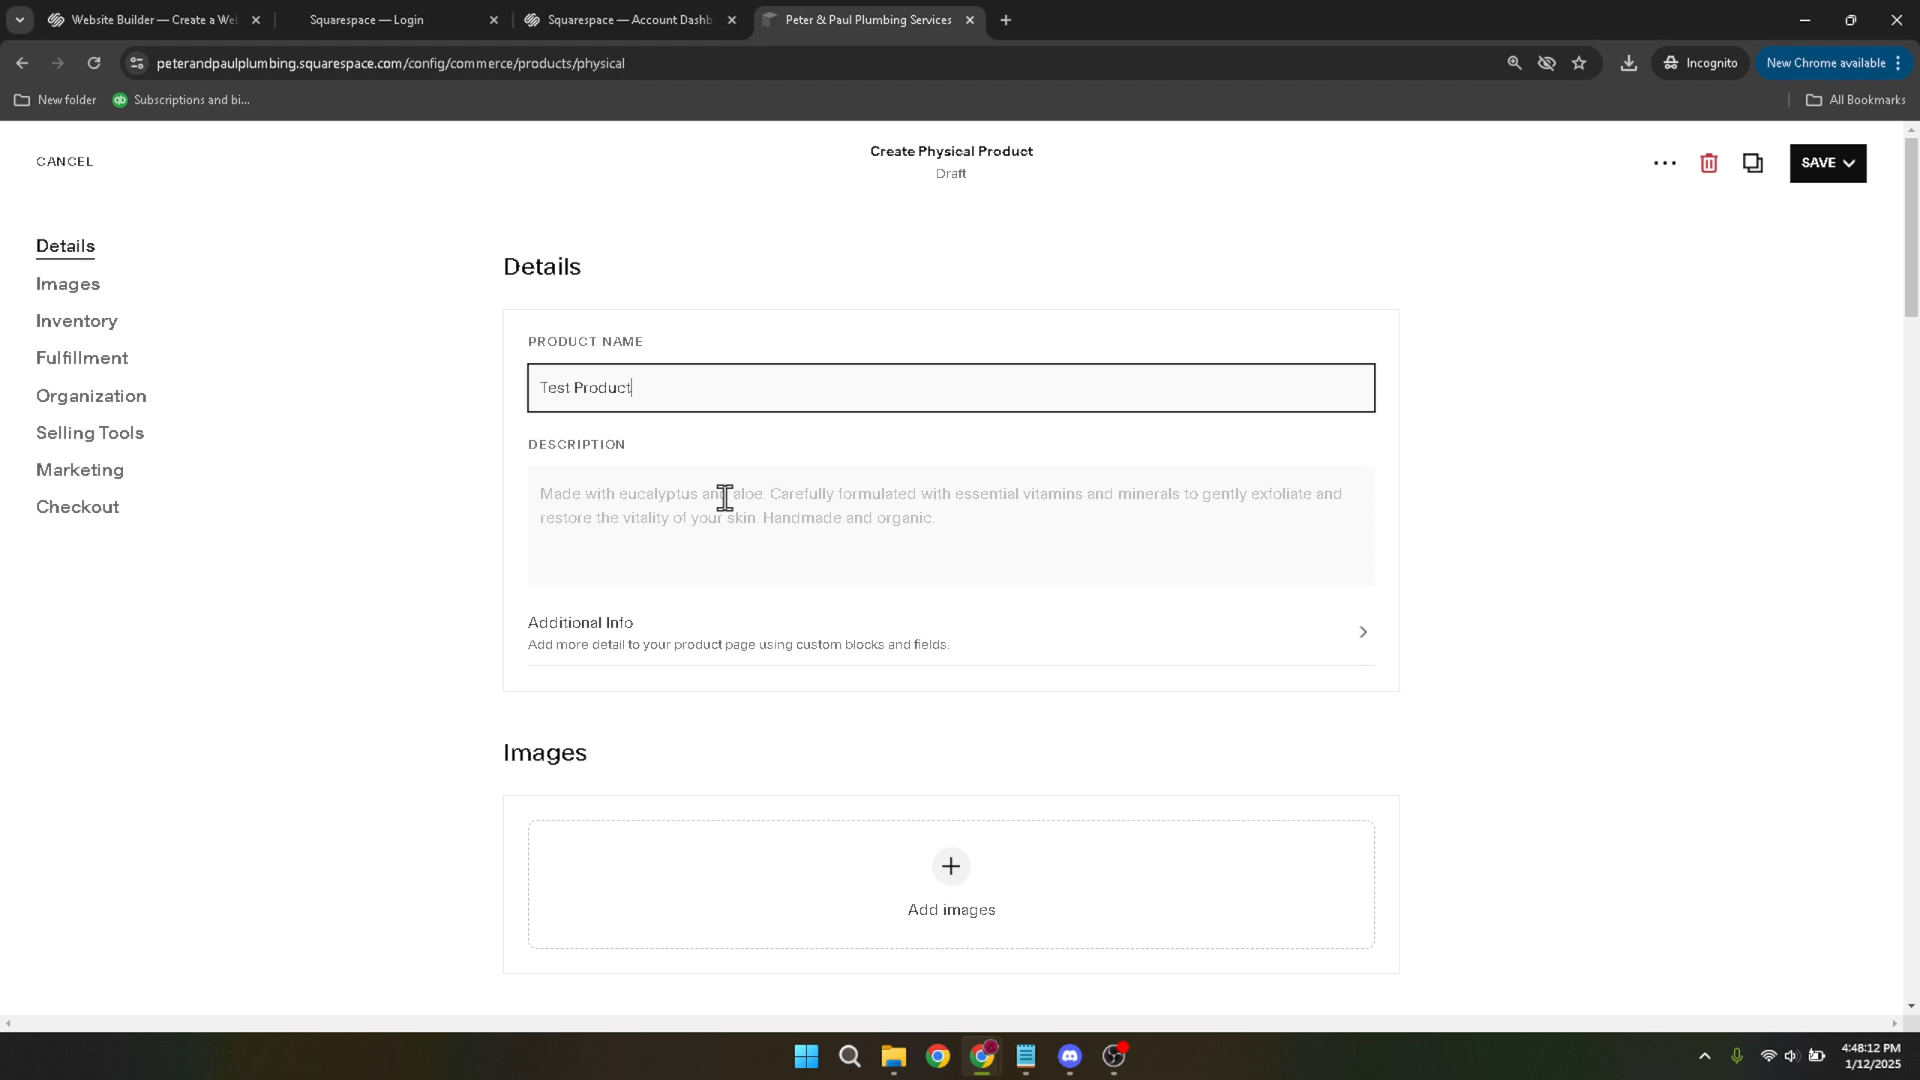 Website Builder — Create a We
Squarespace — Login
Squarespace — Account Dashb
Peter & Paul Plumbing Services
peterandpaulplumbing.squarespace.com/config/commerce/products/physical
Incognito
New Chrome available
New folder
Subscriptions and bi...
All Bookmarks
CANCEL
Create Physical Product
Draft
SAVE
Details
Images
Inventory
Fulfillment
Organization
Selling Tools
Marketing
Checkout
Details
PRODUCT NAME
Test Product
DESCRIPTION
Made with eucalyptus and aloe. Carefully formulated with essential vitamins and minerals to gently exfoliate and
restore the vitality of your skin. Handmade and organic.
Additional Info
Add more detail to your product page using custom blocks and fields.
Images
Add images
4:48:12 PM
1/12/2025